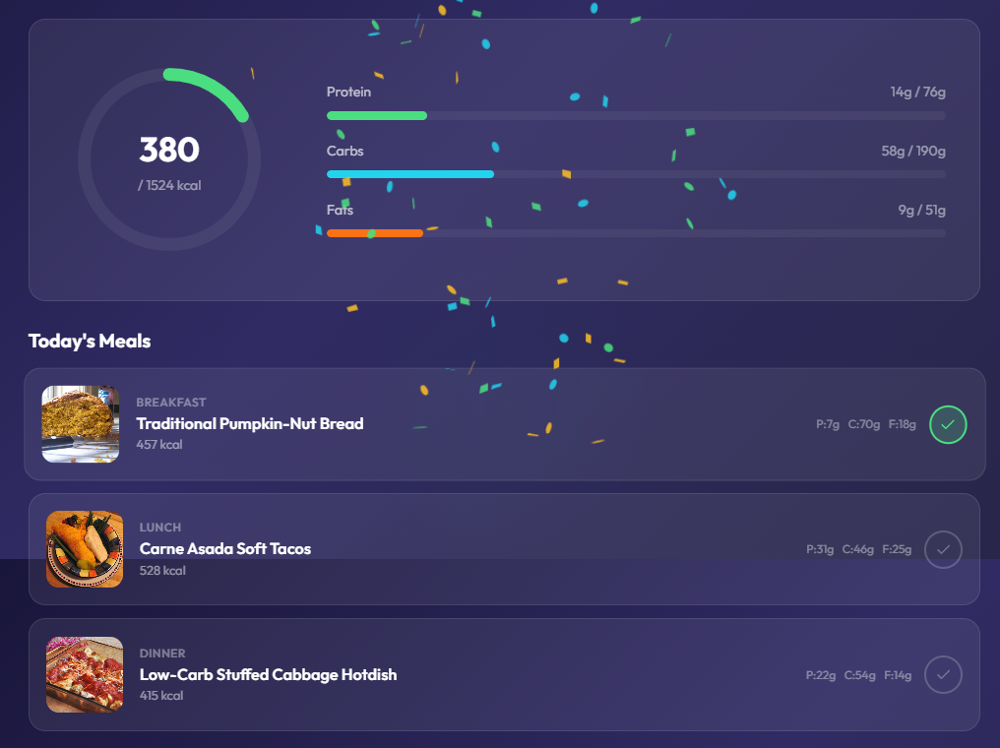 Protein 14g / 76g
380
/ 1524 kcal
Carbs 58g / 190g
Fats 9g / 51g
Today's Meals
BREAKFAST
Traditional Pumpkin-Nut Bread
457 kcal
P:7g C:70g F:18g
LUNCH
Carne Asada Soft Tacos
528 kcal
P:31g C:46g F:25g
DINNER
Low-Carb Stuffed Cabbage Hotdish
415 kcal
P:22g C:54g F:14g